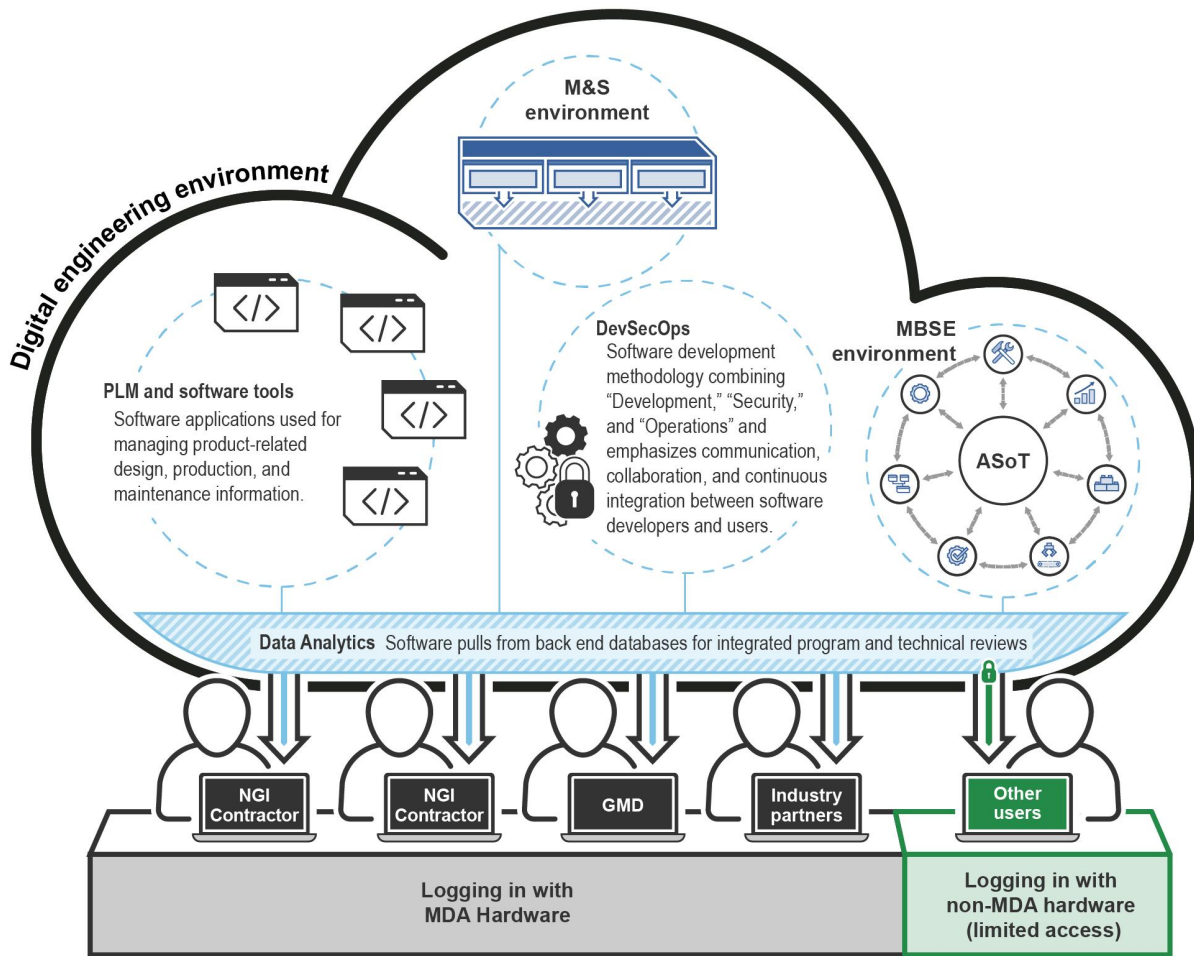 Digital engineering environment
M&S
environment
PLM and software tools
Software applications used for
managing product-related
design, production, and
maintenance information.
</>
</>
</>
</>
DevSecOps
Software development
methodology combining
“Development,” “Security,”
and “Operations” and
emphasizes communication,
collaboration, and continuous
integration between software
developers and users.
MBSE
environment
ASoT
Data Analytics Software pulls from back end databases for integrated program and technical reviews
NGI
Contractor
NGI
Contractor
GMD
Industry
partners
Other
users
Logging in with
MDA Hardware
Logging in with
non-MDA hardware
(limited access)